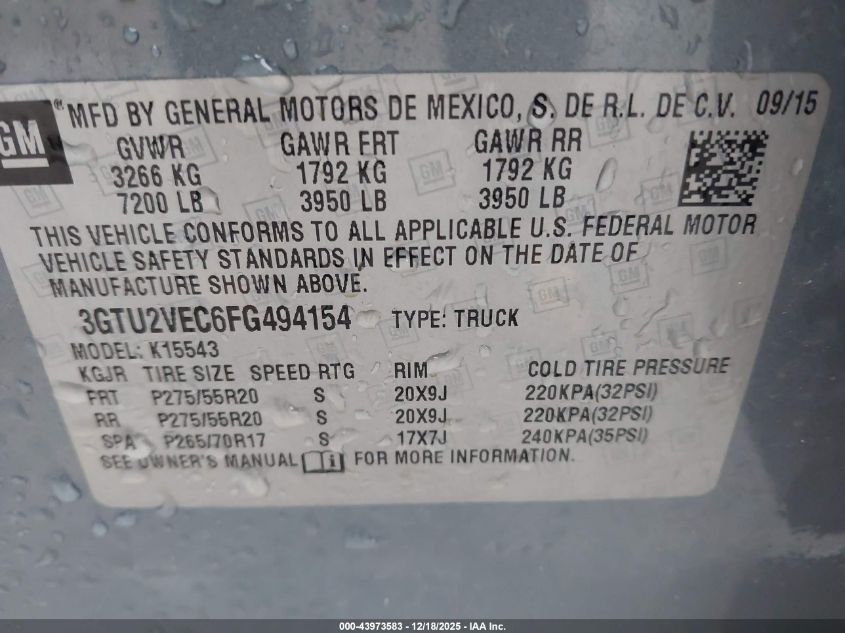 GM
® MFD BY GENERAL MOTORS DE MEXICO, S. DE R.L. DE C.V. 09/15
GVWR GAWR FRT GAWR RR
3266 KG 1792 KG 1792 KG
7200 LB 3950 LB 3950 LB
THIS VEHICLE CONFORMS TO ALL APPLICABLE U.S. FEDERAL MOTOR
VEHICLE SAFETY STANDARDS IN EFFECT ON THE DATE OF
MANUFACTURE SHOWN ABOVE.
3GTU2VEC6FG494154 TYPE: TRUCK
MODEL: K15543
KGJR TIRE SIZE SPEED RTG RIM COLD TIRE PRESSURE
FRT P275/55R20 S 20X9J 220KPA(32PSI)
RR P275/55R20 S 20X9J 220KPA(32PSI)
SPA P265/70R17 S 17X7J 240KPA(35PSI)
SEE OWNER'S MANUAL FOR MORE INFORMATION.
000-43973583 - 12/18/2025 - IAA Inc.